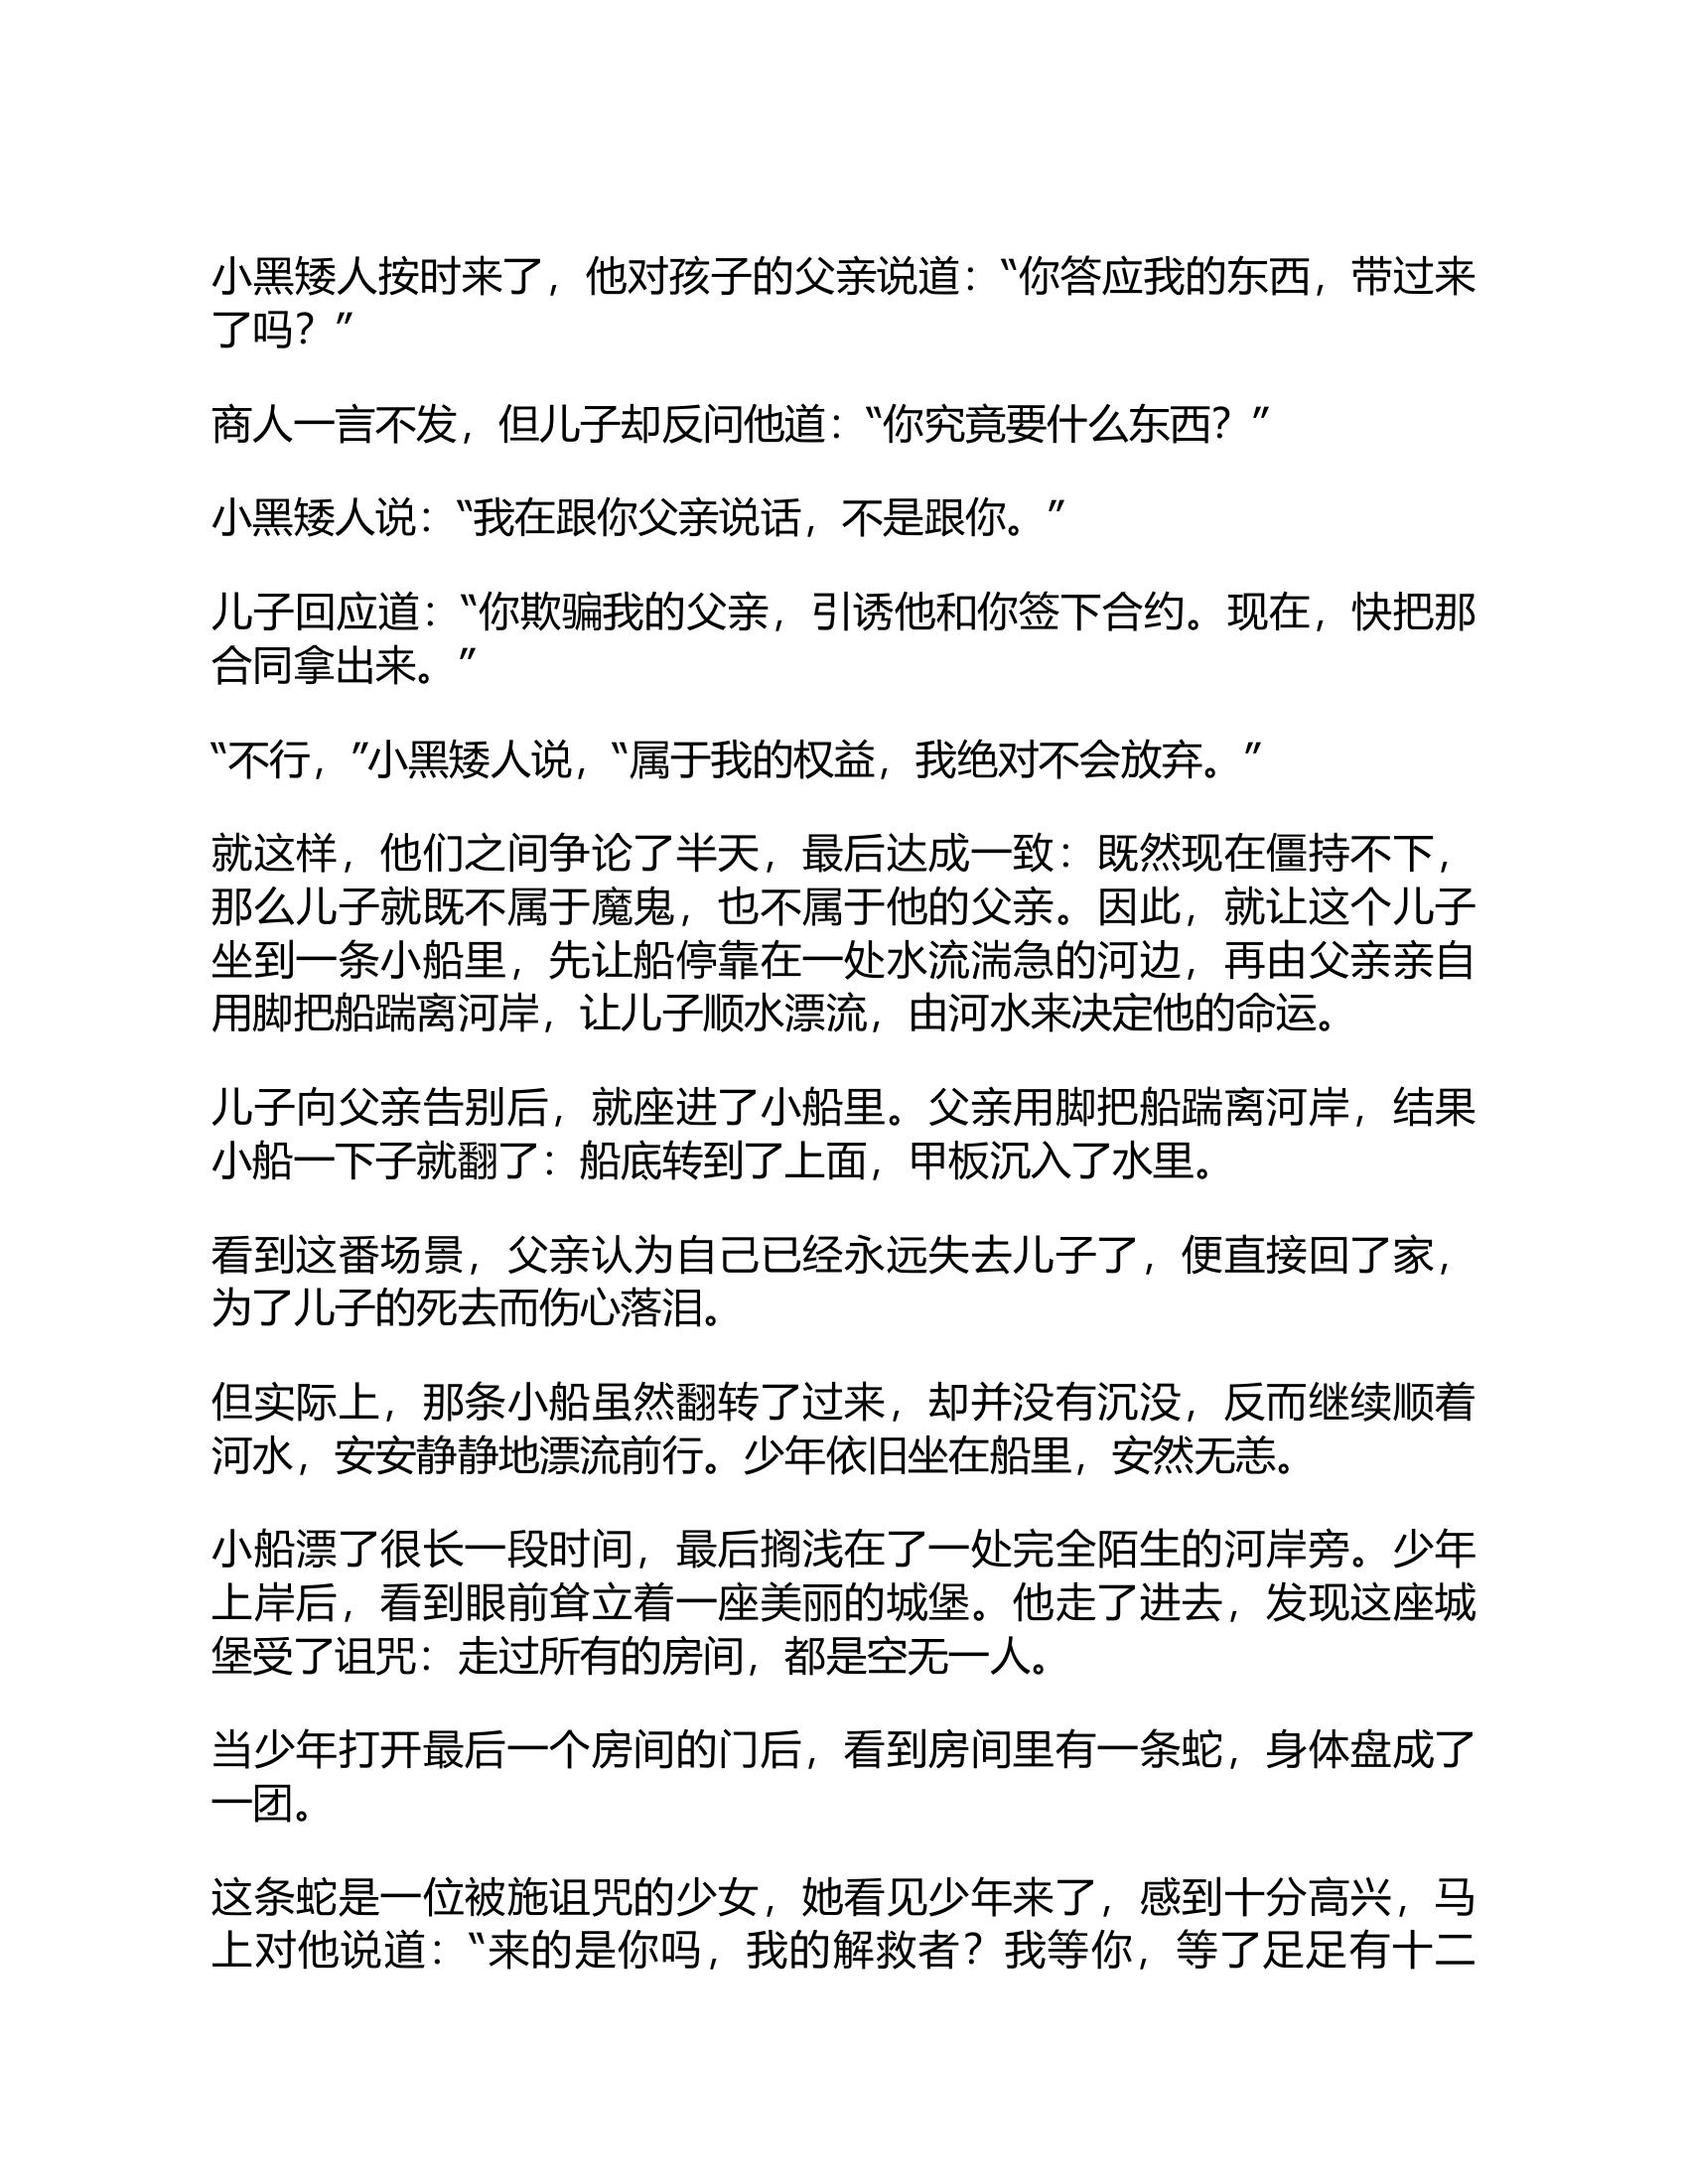 小黑矮人按时来了，他对孩子的父亲说道：“你答应我的东西，带过来
了吗？”
商人一言不发，但儿子却反问他道：“你究竟要什么东西？”
小黑矮人说：“我在跟你父亲说话，不是跟你。”
儿子回应道：“你欺骗我的父亲，引诱他和你签下合约。现在，快把那
合同拿出来。”
“不行，”小黑矮人说，“属于我的权益，我绝对不会放弃。”
就这样，他们之间争论了半天，最后达成一致：既然现在僵持不下，
那么儿子就既不属于魔鬼，也不属于他的父亲。因此，就让这个儿子
坐到一条小船里，先让船停靠在一处水流湍急的河边，再由父亲亲自
用脚把船踹离河岸，让儿子顺水漂流，由河水来决定他的命运。
儿子向父亲告别后，就座进了小船里。父亲用脚把船踹离河岸，结果
小船一下子就翻了：船底转到了上面，甲板沉入了水里。
看到这番场景，父亲认为自己已经永远失去儿子了，便直接回了家，
为了儿子的死去而伤心落泪。
但实际上，那条小船虽然翻转了过来，却并没有沉没，反而继续顺着
河水，安安静静地漂流前行。少年依旧坐在船里，安然无恙。
小船漂了很长一段时间，最后搁浅在了一处完全陌生的河岸旁。少年
上岸后，看到眼前耸立着一座美丽的城堡。他走了进去，发现这座城
堡受了诅咒：走过所有的房间，都是空无一人。
当少年打开最后一个房间的门后，看到房间里有一条蛇，身体盘成了
一团。
这条蛇是一位被施诅咒的少女，她看见少年来了，感到十分高兴，马
上对他说道：“来的是你吗，我的解救者？我等你，等了足足有十二